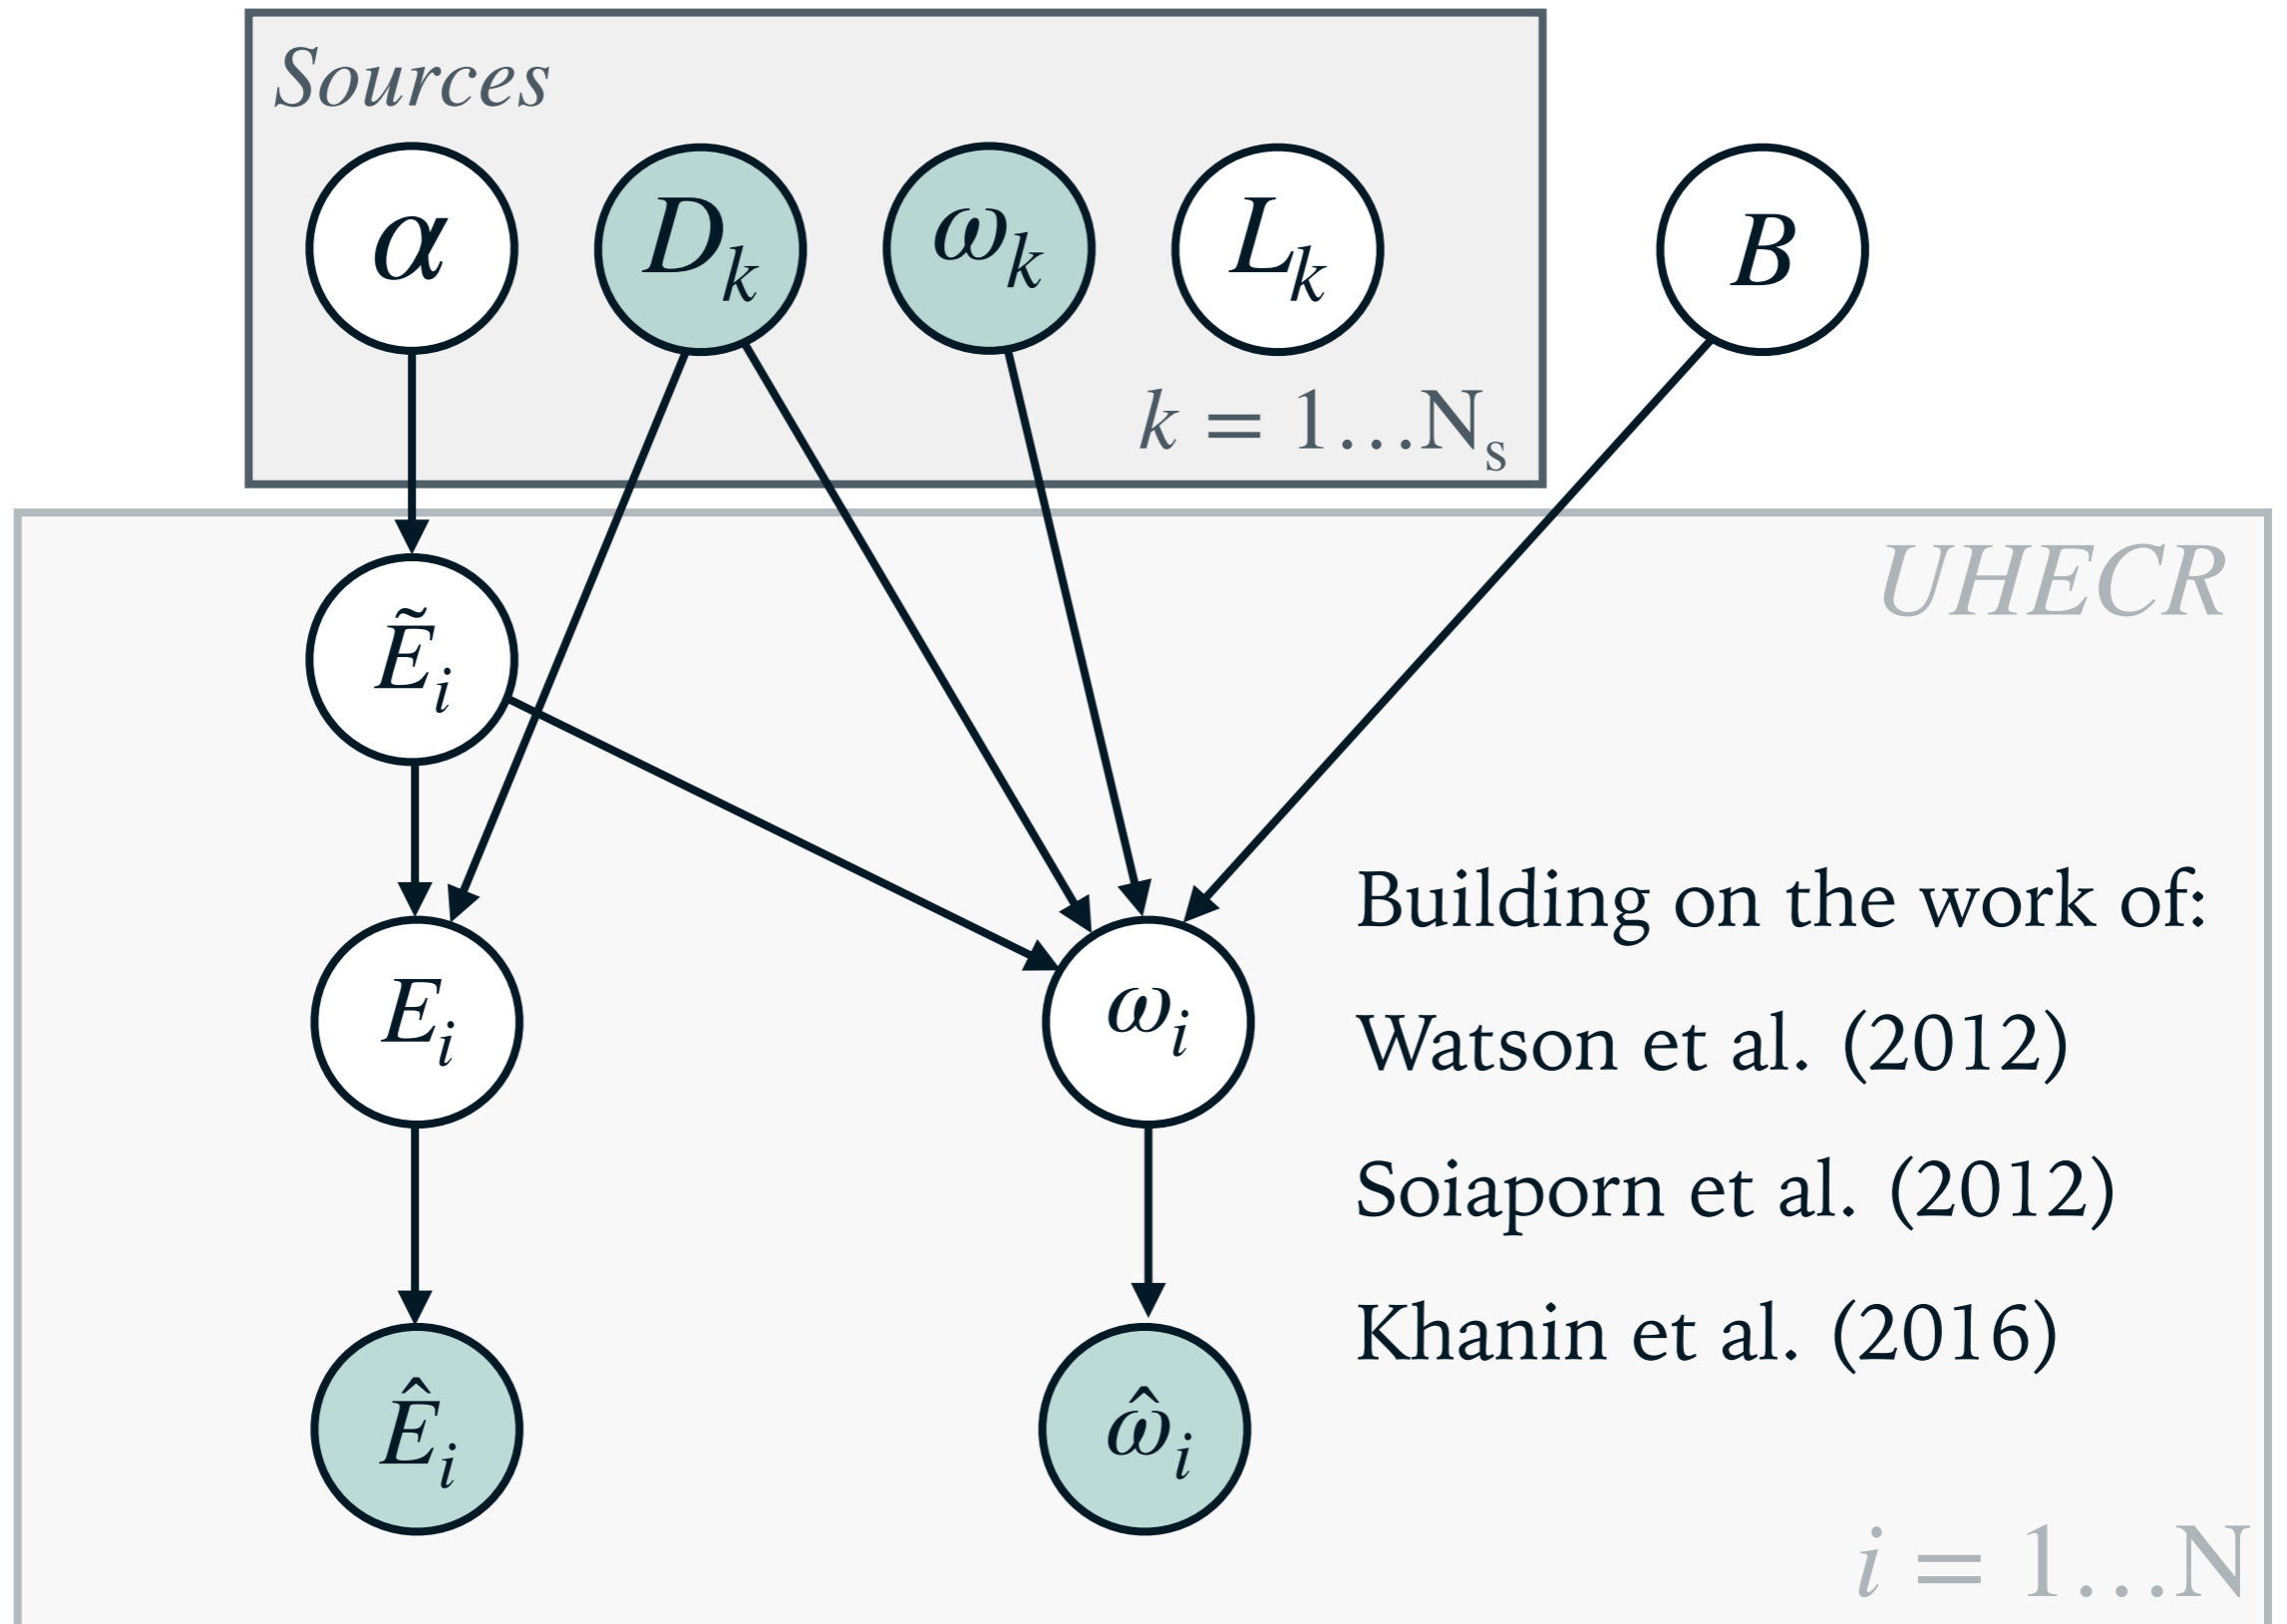 Sources
α D_k ω_k L_k B
k = 1...N_s
UHECR
Ẽ_i
Building on the work of:
E_i ω_i
Watson et al. (2012)
Soiaporn et al. (2012)
Khanin et al. (2016)
Ê_i ω̂_i
i = 1...N